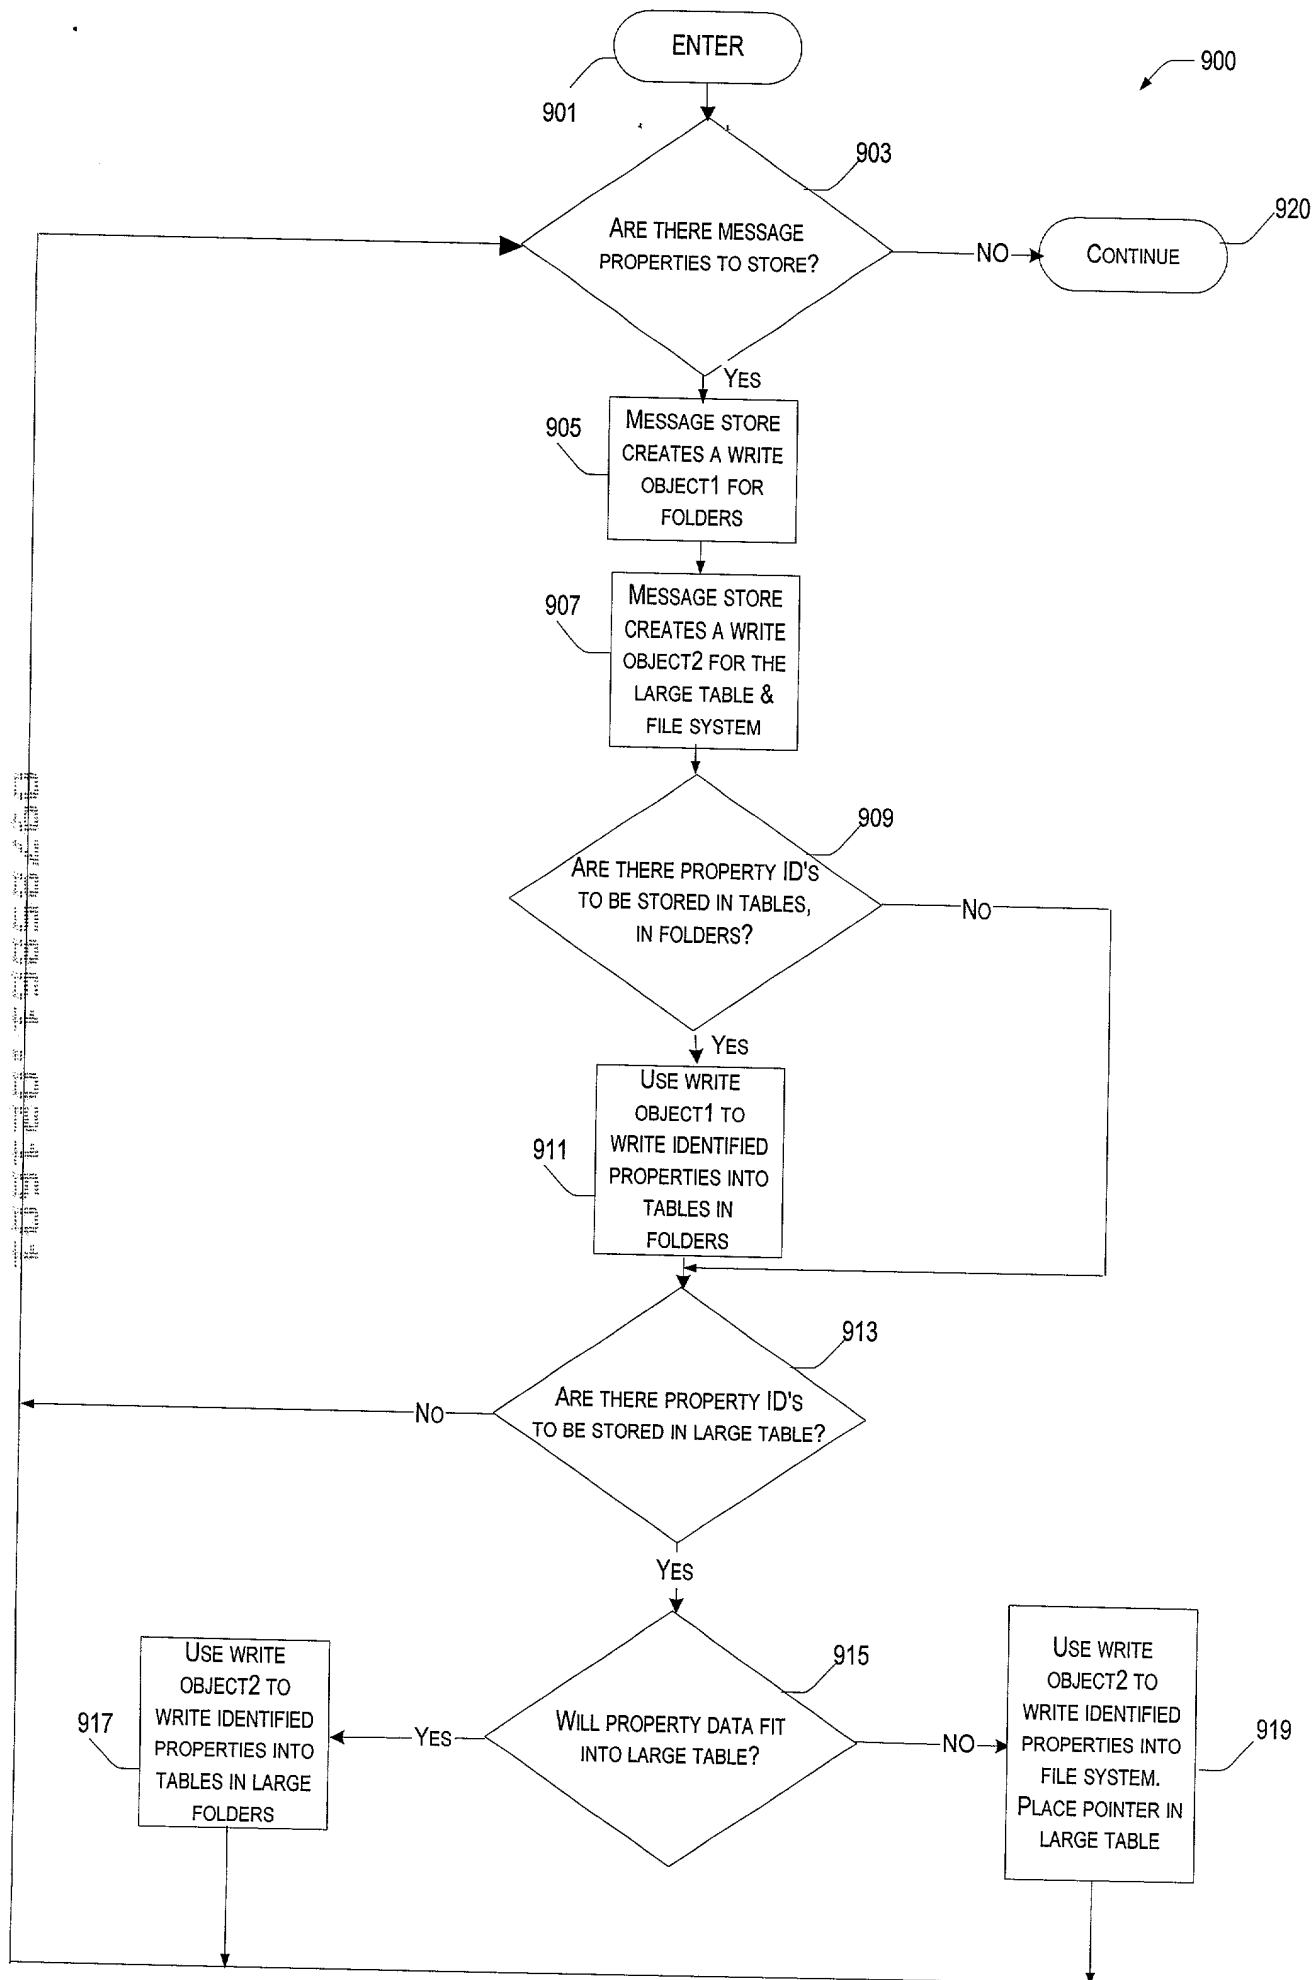 ENTER
900
901
903
920
ARE THERE MESSAGE
PROPERTIES TO STORE?
NO
CONTINUE
YES
905
MESSAGE STORE
CREATES A WRITE
OBJECT1 FOR
FOLDERS
907
MESSAGE STORE
CREATES A WRITE
OBJECT2 FOR THE
LARGE TABLE &
FILE SYSTEM
909
ARE THERE PROPERTY ID'S
TO BE STORED IN TABLES,
IN FOLDERS?
NO
YES
911
USE WRITE
OBJECT1 TO
WRITE IDENTIFIED
PROPERTIES INTO
TABLES IN
FOLDERS
913
ARE THERE PROPERTY ID'S
TO BE STORED IN LARGE TABLE?
NO
YES
915
WILL PROPERTY DATA FIT
INTO LARGE TABLE?
YES
NO
917
USE WRITE
OBJECT2 TO
WRITE IDENTIFIED
PROPERTIES INTO
TABLES IN LARGE
FOLDERS
919
USE WRITE
OBJECT2 TO
WRITE IDENTIFIED
PROPERTIES INTO
FILE SYSTEM.
PLACE POINTER IN
LARGE TABLE